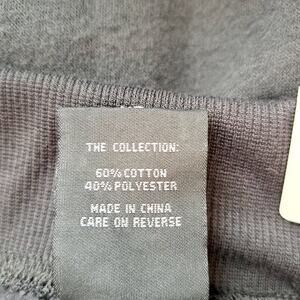 THE COLLECTION:
60% COTTON
40% POLYESTER
MADE IN CHINA
CARE ON REVERSE